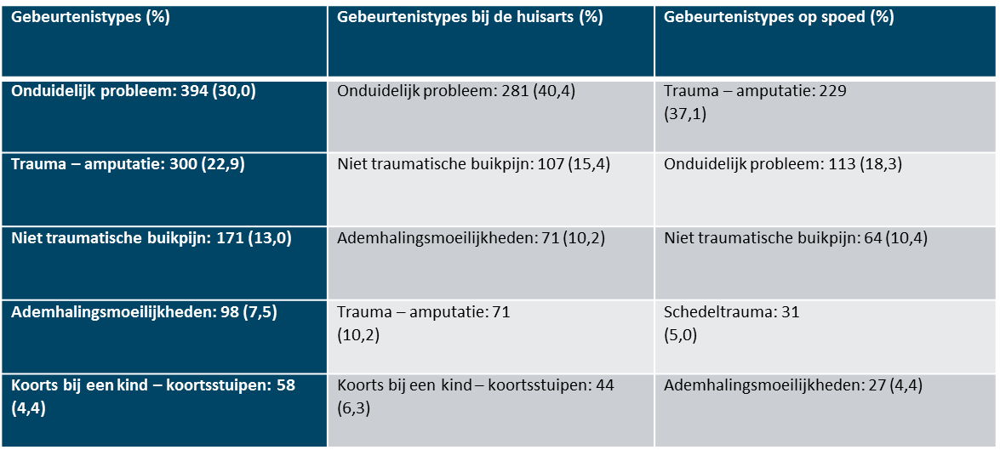 Gebeurtenistypes (%)
Gebeurtenistypes bij de huisarts (%)
Gebeurtenistypes op spoed (%)
Onduidelijk probleem: 394 (30,0)
Onduidelijk probleem: 281 (40,4)
Trauma – amputatie: 229
(37,1)
Trauma – amputatie: 300 (22,9)
Niet traumatische buikpijn: 107 (15,4)
Onduidelijk probleem: 113 (18,3)
Niet traumatische buikpijn: 171 (13,0)
Ademhalingsmoeilijkheden: 71 (10,2)
Niet traumatische buikpijn: 64 (10,4)
Ademhalingsmoeilijkheden: 98 (7,5)
Trauma – amputatie: 71
(10,2)
Schedeltrauma: 31
(5,0)
Koorts bij een kind – koortsstuipen: 58
(4,4)
Koorts bij een kind – koortsstuipen: 44
(6,3)
Ademhalingsmoeilijkheden: 27 (4,4)